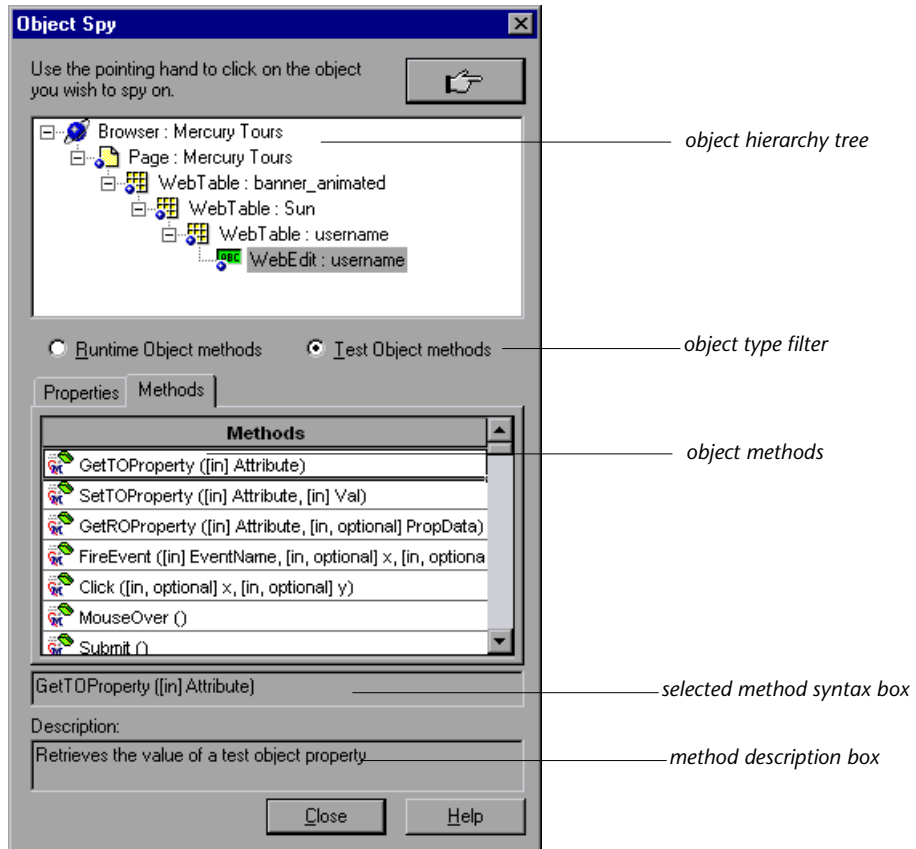 Object Spy
Use the pointing hand to click on the object
you wish to spy on.
Browser : Mercury Tours
object hierarchy tree
Page : Mercury Tours
WebTable : banner_animated
WebTable : Sun
WebTable : username
ABC
WebEdit : username
Runtime Object methods
Test Object methods
object type filter
Properties
Methods
Methods
GetTOProperty ([in] Attribute)
object methods
SetTOProperty ([in] Attribute, [in] Val)
GetROProperty ([in] Attribute, [in, optional] PropData)
FireEvent ([in] EventName, [in, optional] x, [in, optiona
Click ([in, optional] x, [in, optional] y)
MouseOver ()
Submit ()
GetTOProperty ([in] Attribute)
selected method syntax box
Description:
Retrieves the value of a test object property
method description box
Close
Help